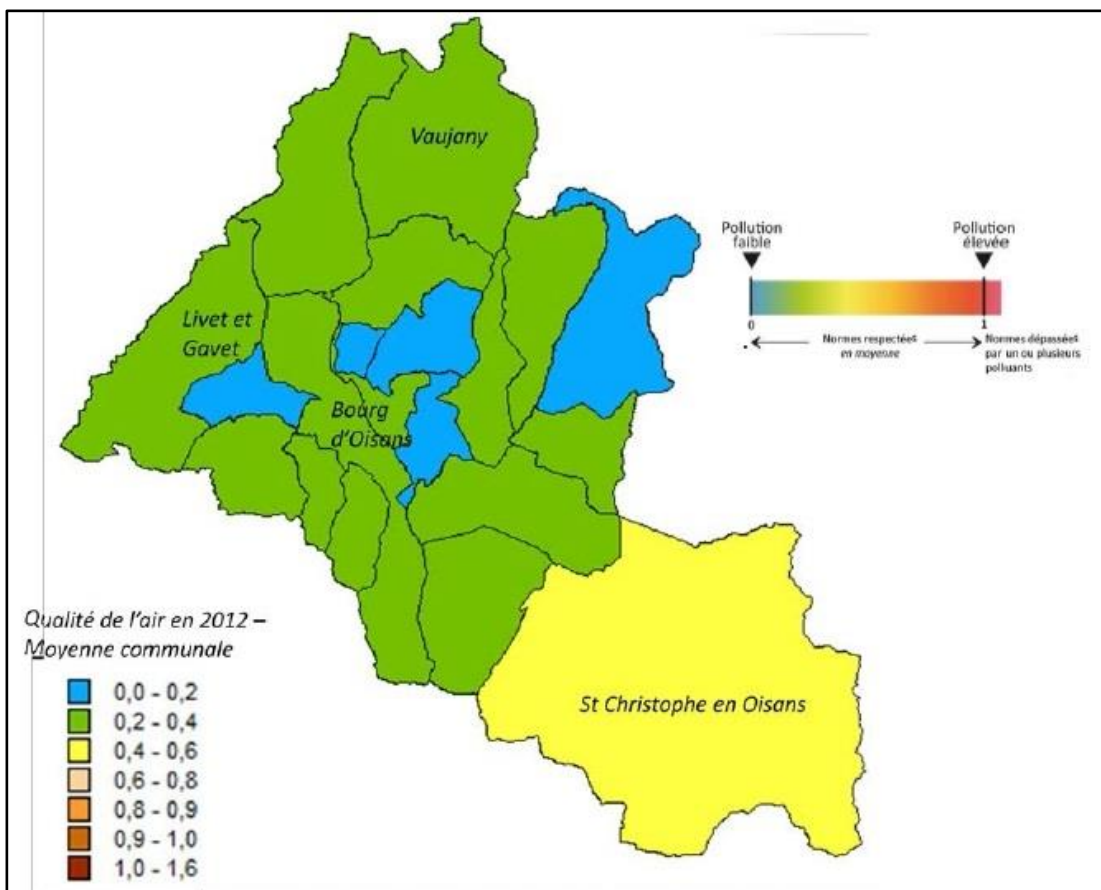 Vaujany
Pollution
faible
Pollution
élevée
0
1
Normes respectées
en moyenne
Normes dépassées
par un ou plusieurs
polluants
Livet et
Gavet
Bourg
d'Oisans
St Christophe en Oisans
Qualité de l'air en 2012 –
Moyenne communale
0,0 - 0,2
0,2 - 0,4
0,4 - 0,6
0,6 - 0,8
0,8 - 0,9
0,9 - 1,0
1,0 - 1,6